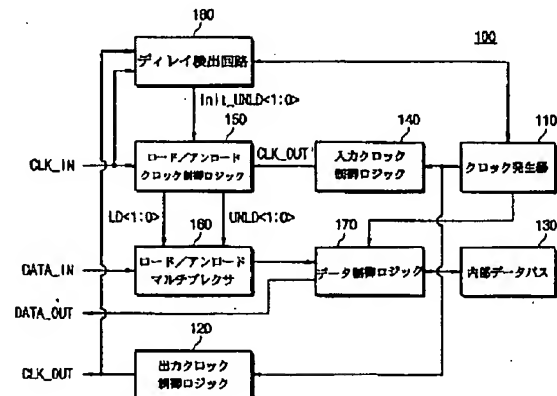 180
100
ディレイ検出回路
Init_UNLD<1:0>
150
140
110
CLK_IN
ロード/アンロード
クロック制御ロジック
CLK_OUT
入力クロック
制御ロジック
クロック発生器
LD<1:0>
UNLD<1:0>
160
170
130
DATA_IN
ロード/アンロード
マルチプレクサ
データ制御ロジック
内部データパス
DATA_OUT
120
CLK_OUT
出力クロック
制御ロジック